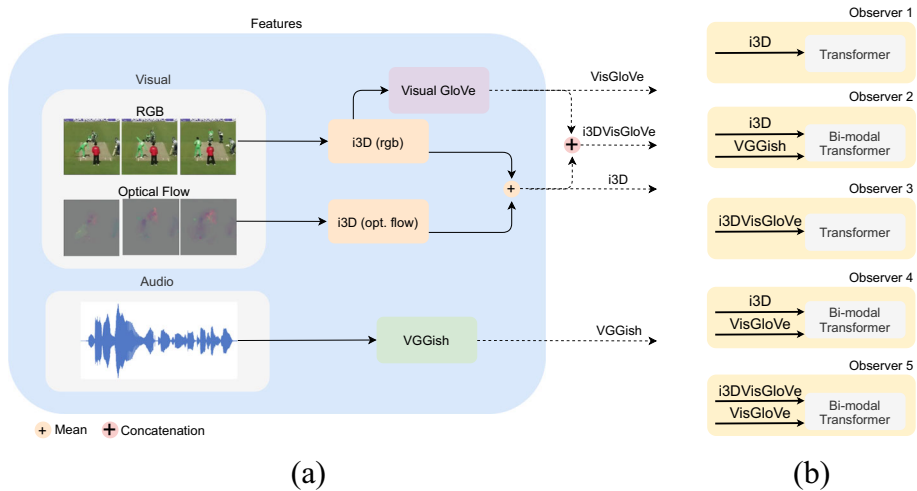 Features
Visual
RGB
Optical Flow
Audio
Visual GloVe
i3D (rgb)
i3D (opt. flow)
VGGish
+
+
VisGloVe
i3DVisGloVe
i3D
VGGish
+ Mean
+ Concatenation
(a)
Observer 1
i3D
Transformer
Observer 2
i3D
VGGish
Bi-modal
Transformer
Observer 3
i3DVisGloVe
Transformer
Observer 4
i3D
VisGloVe
Bi-modal
Transformer
Observer 5
i3DVisGloVe
VisGloVe
Bi-modal
Transformer
(b)